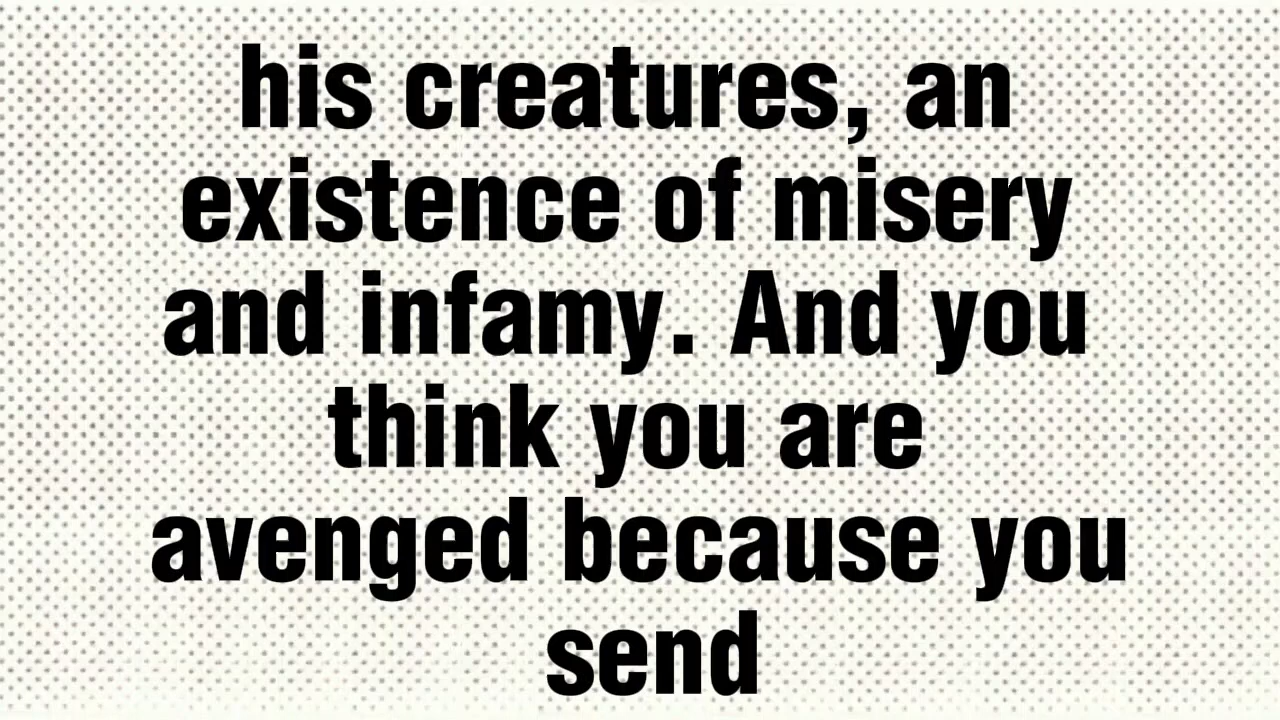 his creatures, an
existence of misery
and infamy. And you
think you are
avenged because you
send